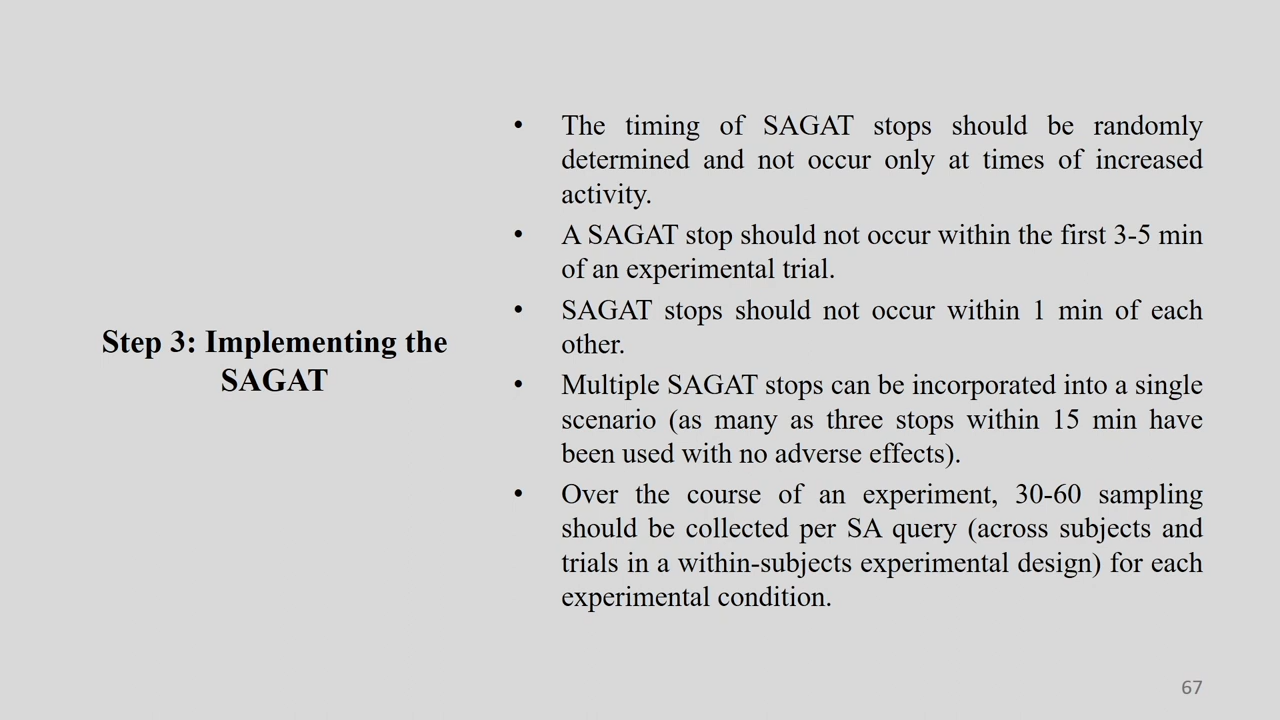 Step 3: Implementing the
SAGAT
• The timing of SAGAT stops should be randomly
determined and not occur only at times of increased
activity.
• A SAGAT stop should not occur within the first 3-5 min
of an experimental trial.
• SAGAT stops should not occur within 1 min of each
other.
• Multiple SAGAT stops can be incorporated into a single
scenario (as many as three stops within 15 min have
been used with no adverse effects).
• Over the course of an experiment, 30-60 sampling
should be collected per SA query (across subjects and
trials in a within-subjects experimental design) for each
experimental condition.
67